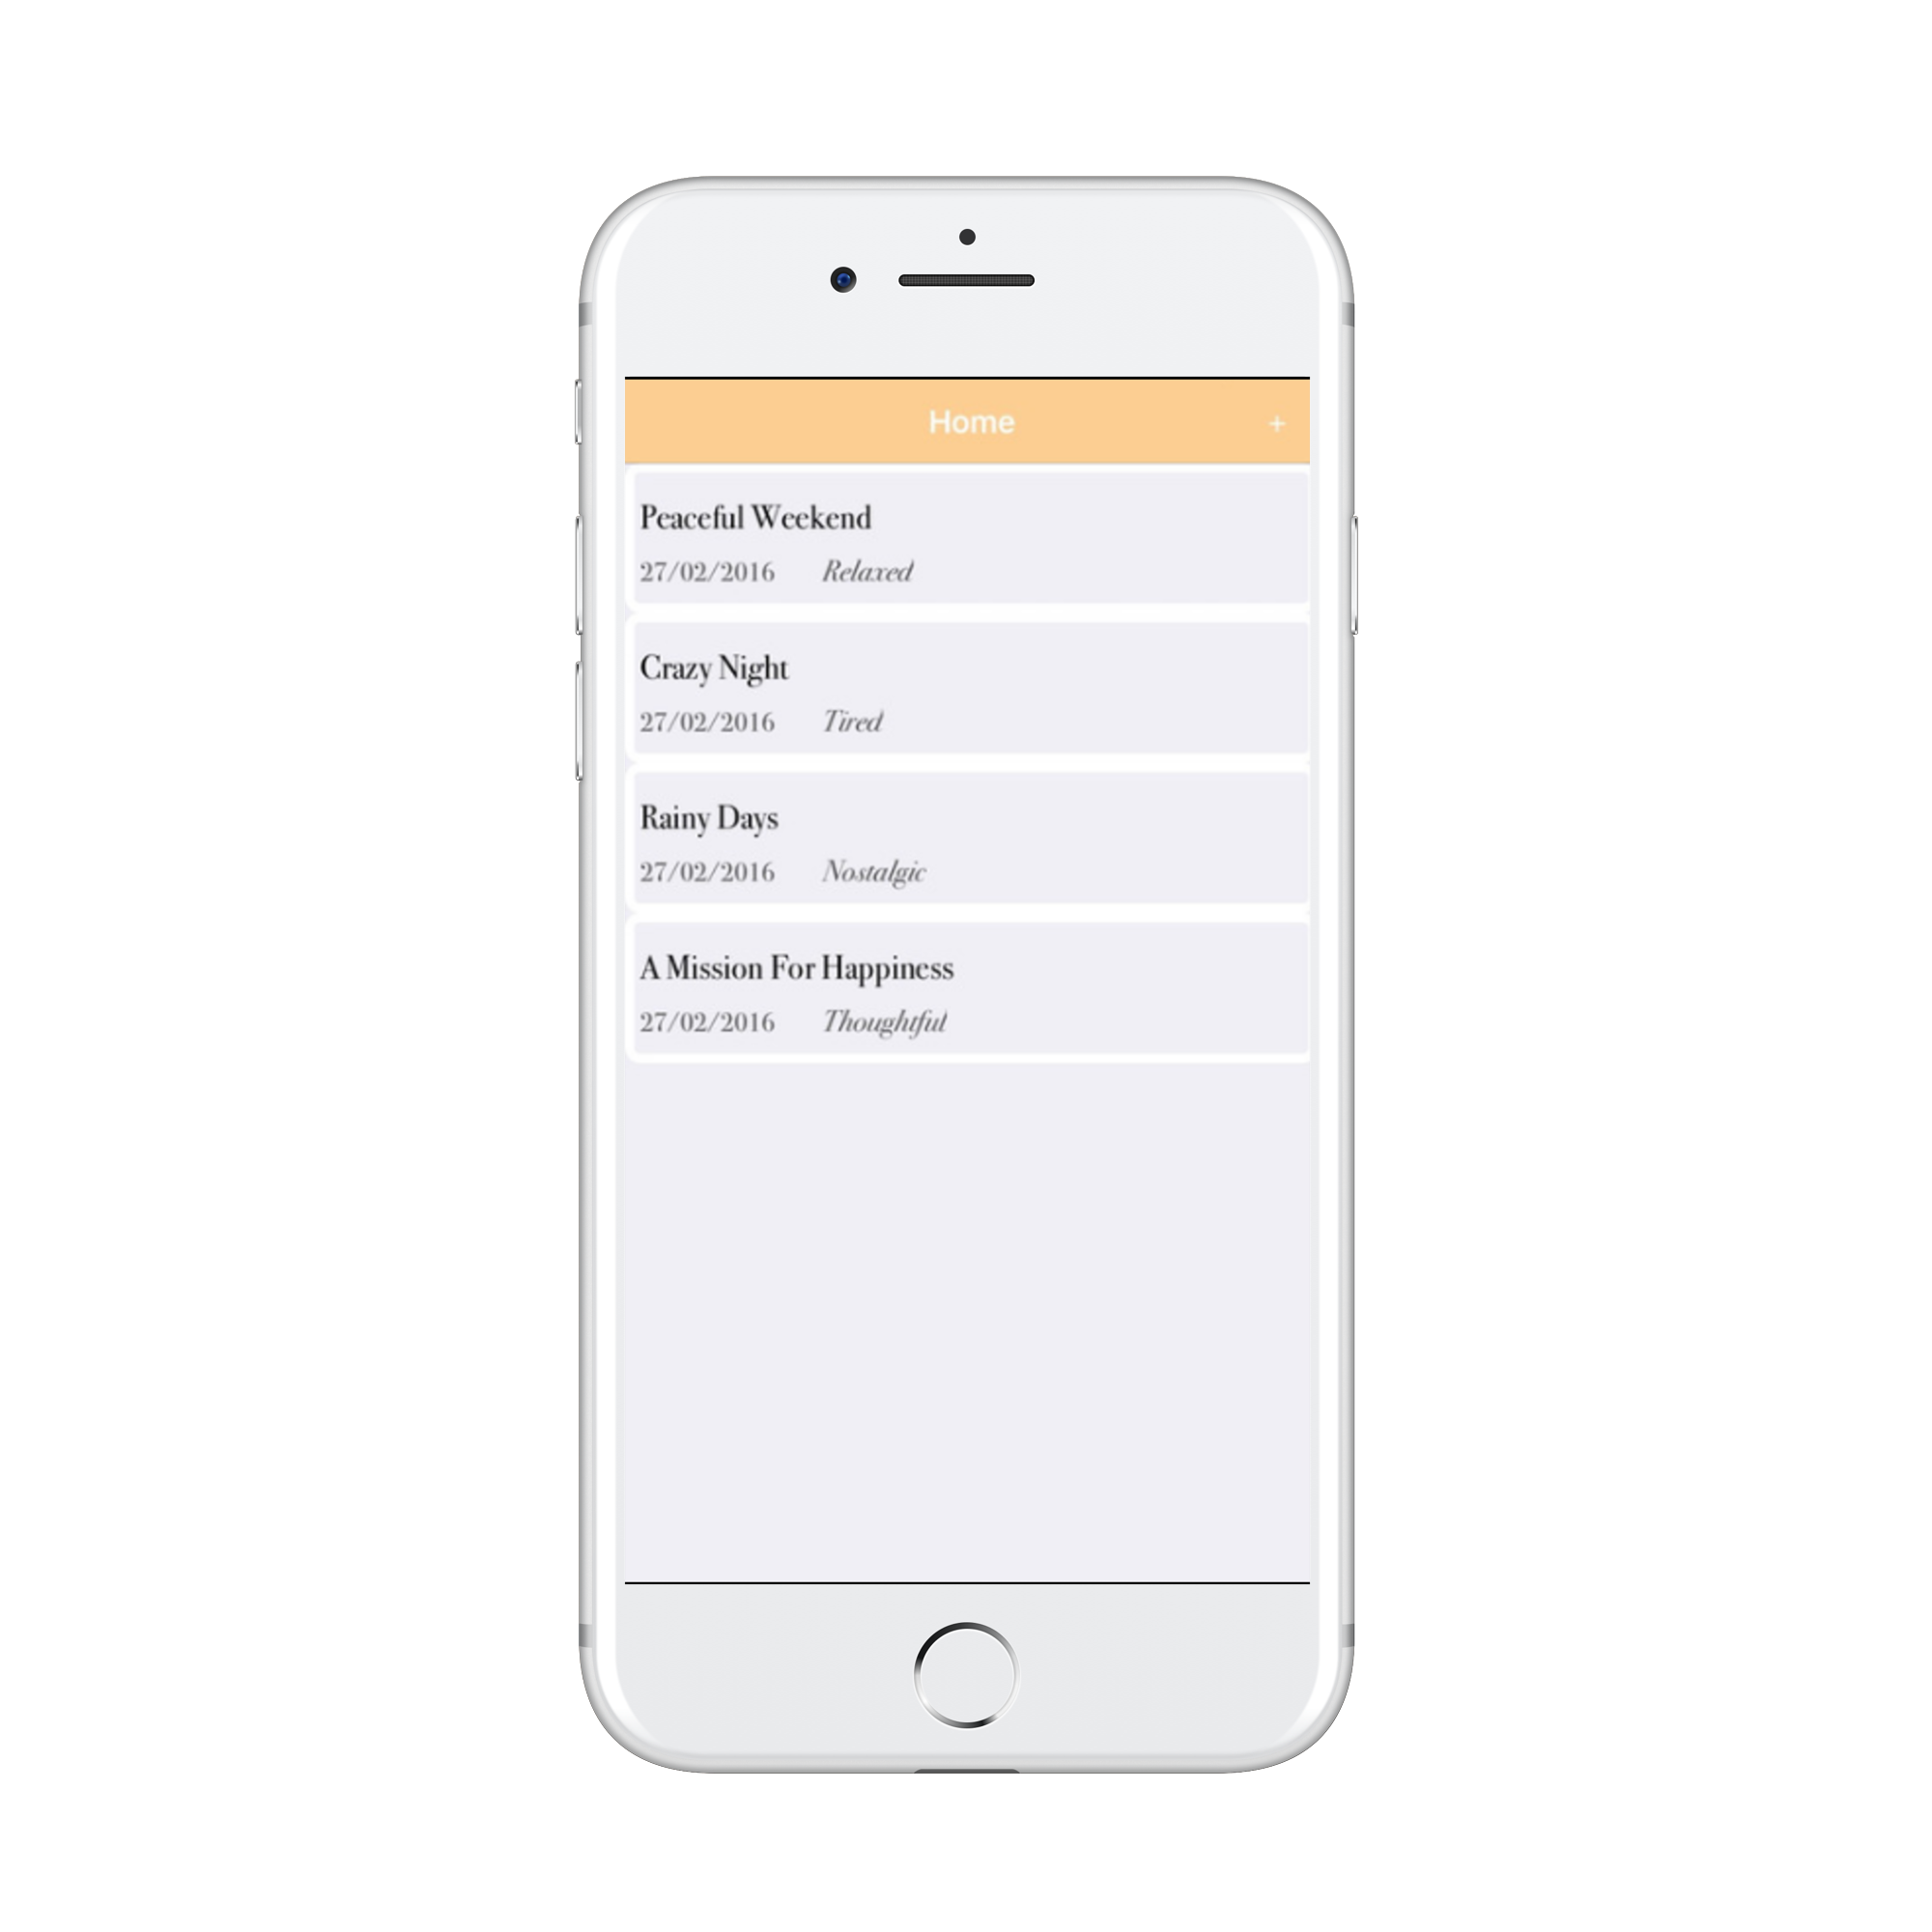 Home +
Peaceful Weekend
27/02/2016 Relaxed
Crazy Night
27/02/2016 Tired
Rainy Days
27/02/2016 Nostalgic
A Mission For Happiness
27/02/2016 Thoughtful